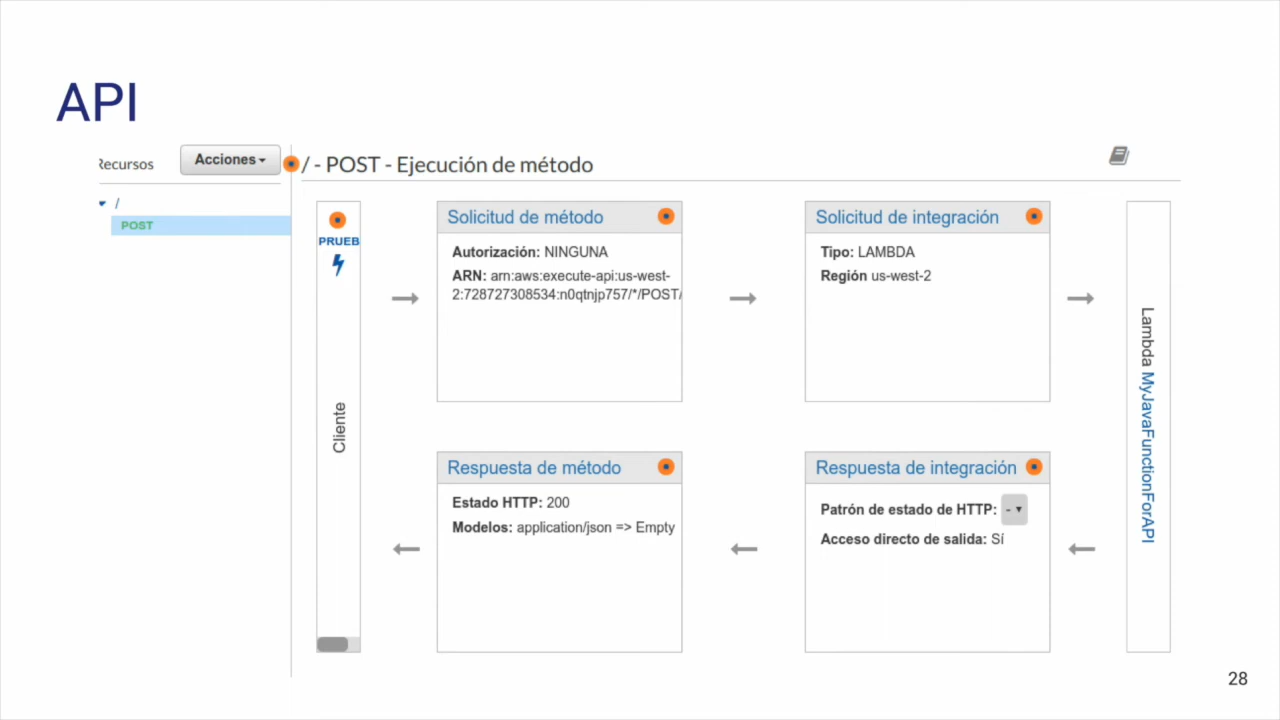 API
Recursos
Acciones
/ - POST - Ejecución de método
/
POST
PRUEB
Cliente
Solicitud de método
Autorización: NINGUNA
ARN: arn:aws:execute-api:us-west-
2:728727308534:n0qtnjp757/*/POST/
Solicitud de integración
Tipo: LAMBDA
Región us-west-2
Lambda MyJavaFunctionForAPI
Respuesta de método
Estado HTTP: 200
Modelos: application/json => Empty
Respuesta de integración
Patrón de estado de HTTP: -
Acceso directo de salida: Sí
28